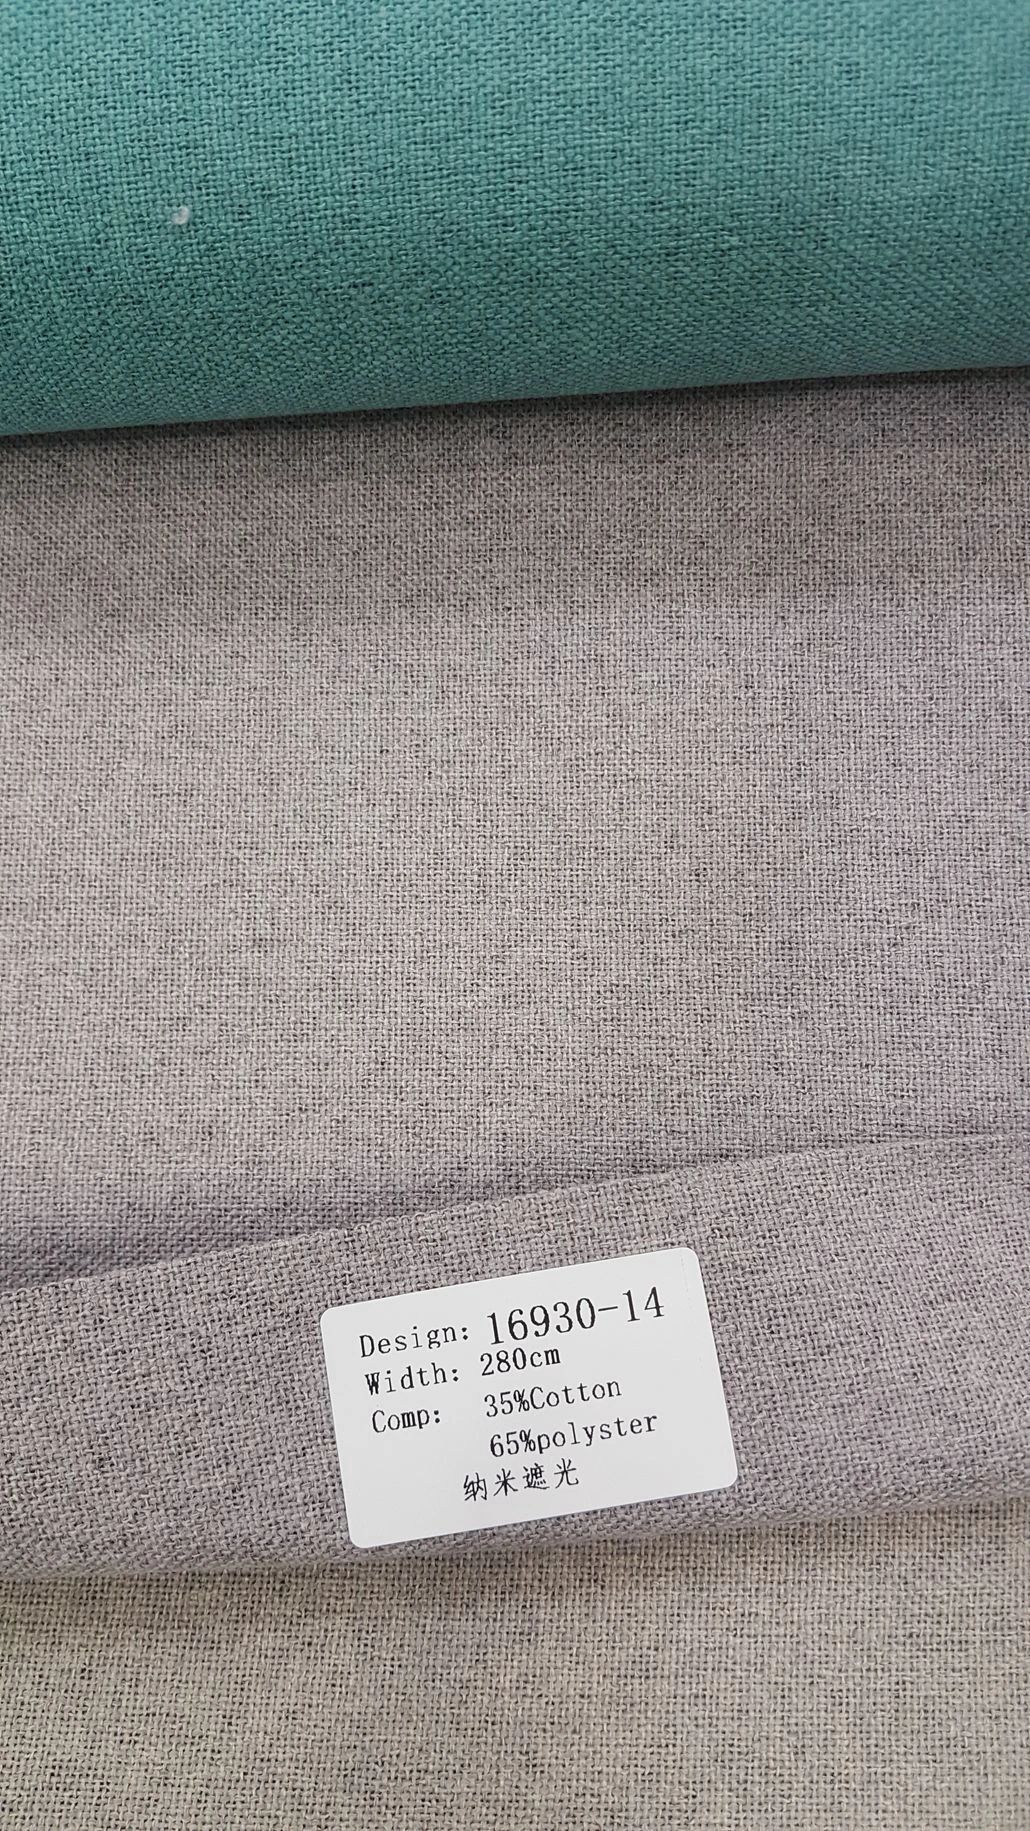 Design: 16930-14
Width: 280cm
Comp: 35%Cotton
65%polyster
纳米遮光